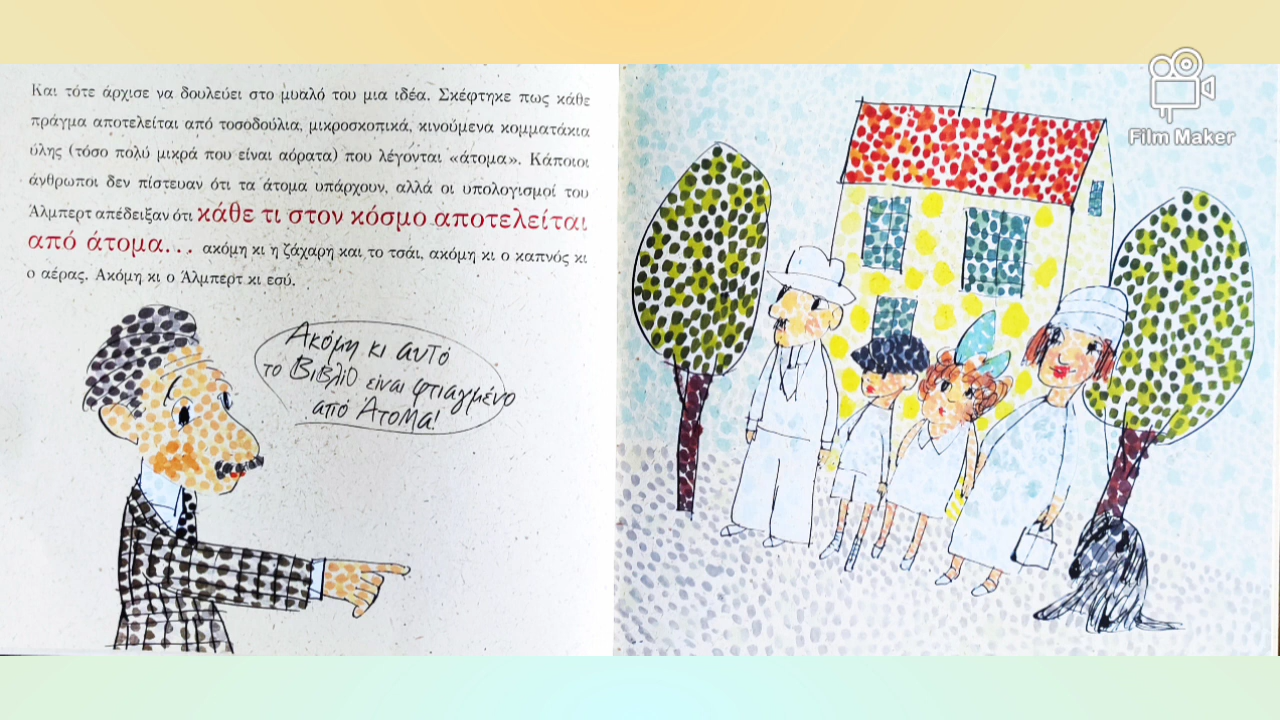 Και τότε άρχισε να δουλεύει στο μυαλό του μια ιδέα. Σκέφτηκε πως κάθε
πράγμα αποτελείται από τοσοδούλια, μικροσκοπικά, κινούμενα κομματάκια
ύλης (τόσο πολύ μικρά που είναι αόρατα) που λέγονται «άτομα». Κάποιοι
άνθρωποι δεν πίστευαν ότι τα άτομα υπάρχουν, αλλά οι υπολογισμοί του
Άλμπερτ απέδειξαν ότι κάθε τι στον κόσμο αποτελείται
από άτομα... ακόμη κι η ζάχαρη και το τσάι, ακόμη κι ο καπνός κι
ο αέρας. Ακόμη κι ο Άλμπερτ κι εσύ.
Ακόμη κι αυτό
το Βιβλίο είναι φτιαγμένο
από Άτομα!
Film Maker